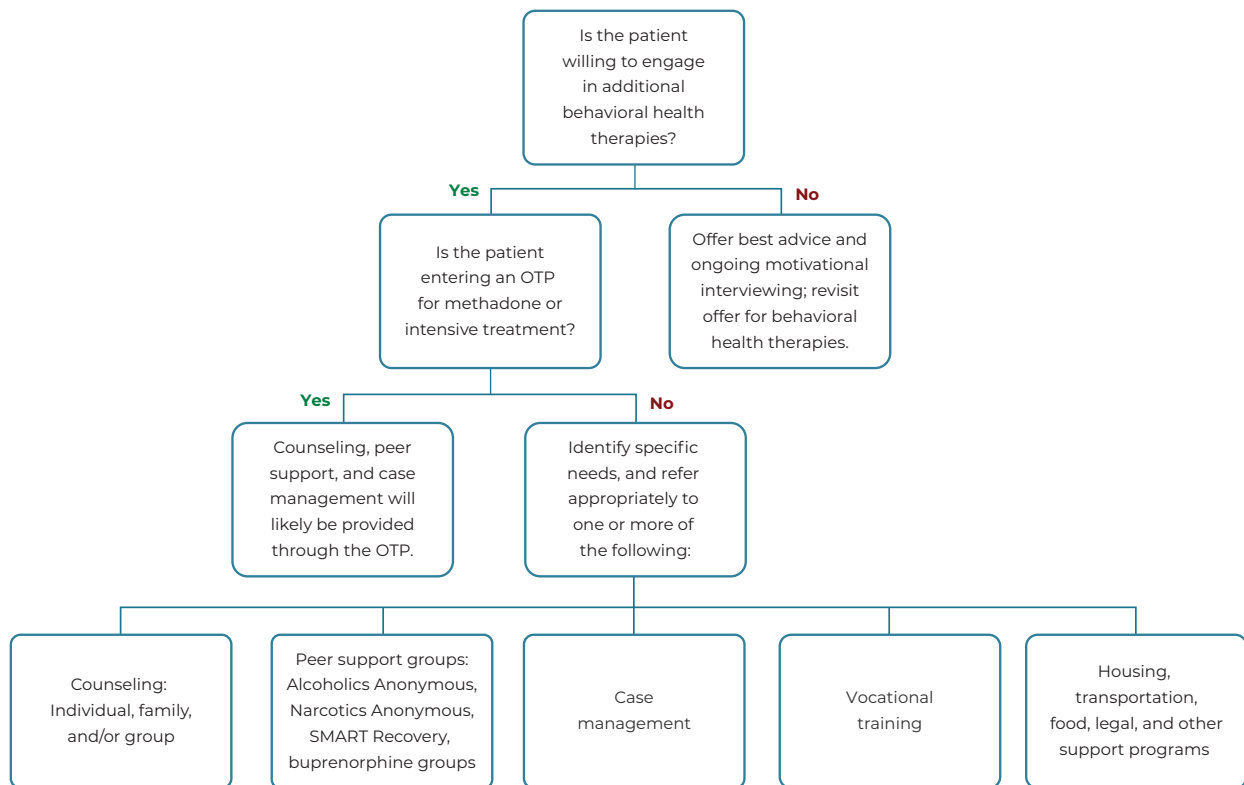 Is the patient
willing to engage
in additional
behavioral health
therapies?
Yes
No
Is the patient
entering an OTP
for methadone or
intensive treatment?
Offer best advice and
ongoing motivational
interviewing; revisit
offer for behavioral
health therapies.
Yes
No
Counseling, peer
support, and case
management will
likely be provided
through the OTP.
Identify specific
needs, and refer
appropriately to
one or more of
the following:
Counseling:
Individual, family,
and/or group
Peer support groups:
Alcoholics Anonymous,
Narcotics Anonymous,
SMART Recovery,
buprenorphine groups
Case
management
Vocational
training
Housing,
transportation,
food, legal, and other
support programs